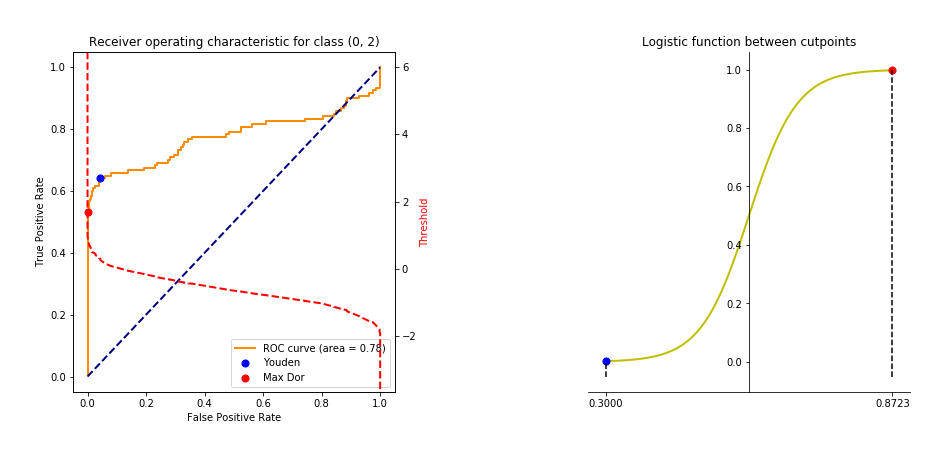 Receiver operating characteristic for class (0, 2)
1.0
0.8
0.6
0.4
0.2
0.0
True Positive Rate
6
4
2
0
−2
Threshold
ROC curve (area = 0.78)
Youden
Max Dor
0.0 0.2 0.4 0.6 0.8 1.0
False Positive Rate
Logistic function between cutpoints
1.0
0.8
0.6
0.4
0.2
0.0
0.3000 0.8723